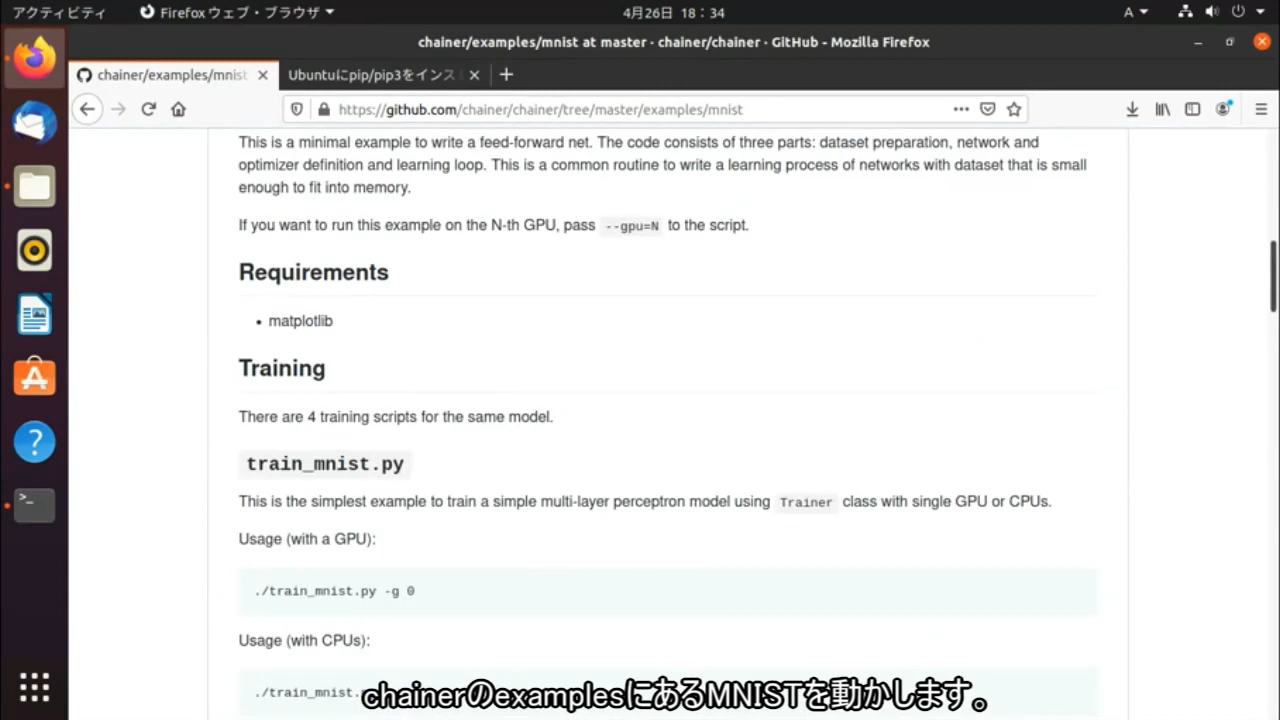 アクティビティ
Firefox ウェブ・ブラウザ
4月26日 18：34
A
chainer/examples/mnist at master · chainer/chainer · GitHub - Mozilla Firefox
chainer/examples/mnist
Ubuntuにpip/pip3をインス
https://github.com/chainer/chainer/tree/master/examples/mnist
This is a minimal example to write a feed-forward net. The code consists of three parts: dataset preparation, network and
optimizer definition and learning loop. This is a common routine to write a learning process of networks with dataset that is small
enough to fit into memory.
If you want to run this example on the N-th GPU, pass --gpu=N to the script.
Requirements
• matplotlib
Training
There are 4 training scripts for the same model.
train_mnist.py
This is the simplest example to train a simple multi-layer perceptron model using Trainer class with single GPU or CPUs.
Usage (with a GPU):
./train_mnist.py -g 0
Usage (with CPUs):
./train_mnist.
chainerのexamplesにあるMNISTを動かします。